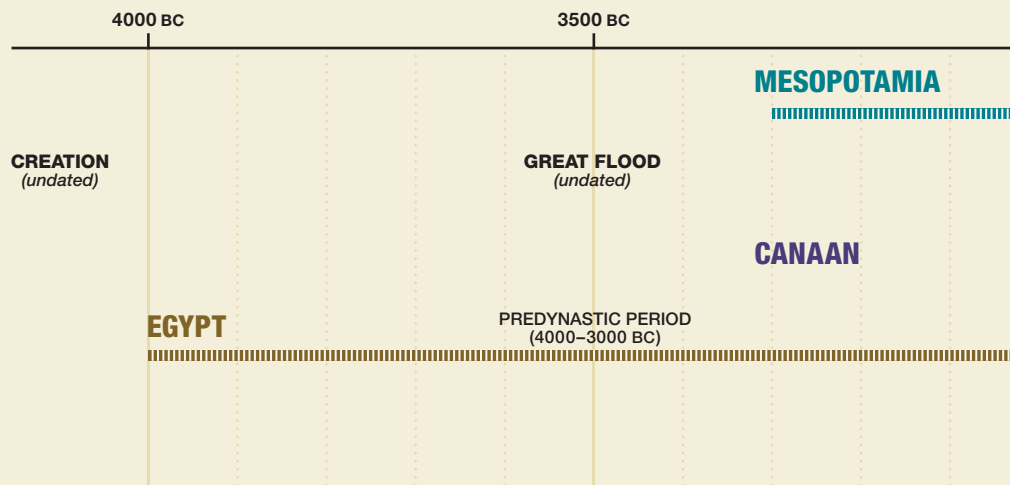 4000 BC
3500 BC
MESOPOTAMIA
CREATION
(undated)
GREAT FLOOD
(undated)
CANAAN
EGYPT
PREDYNASTIC PERIOD
(4000–3000 BC)